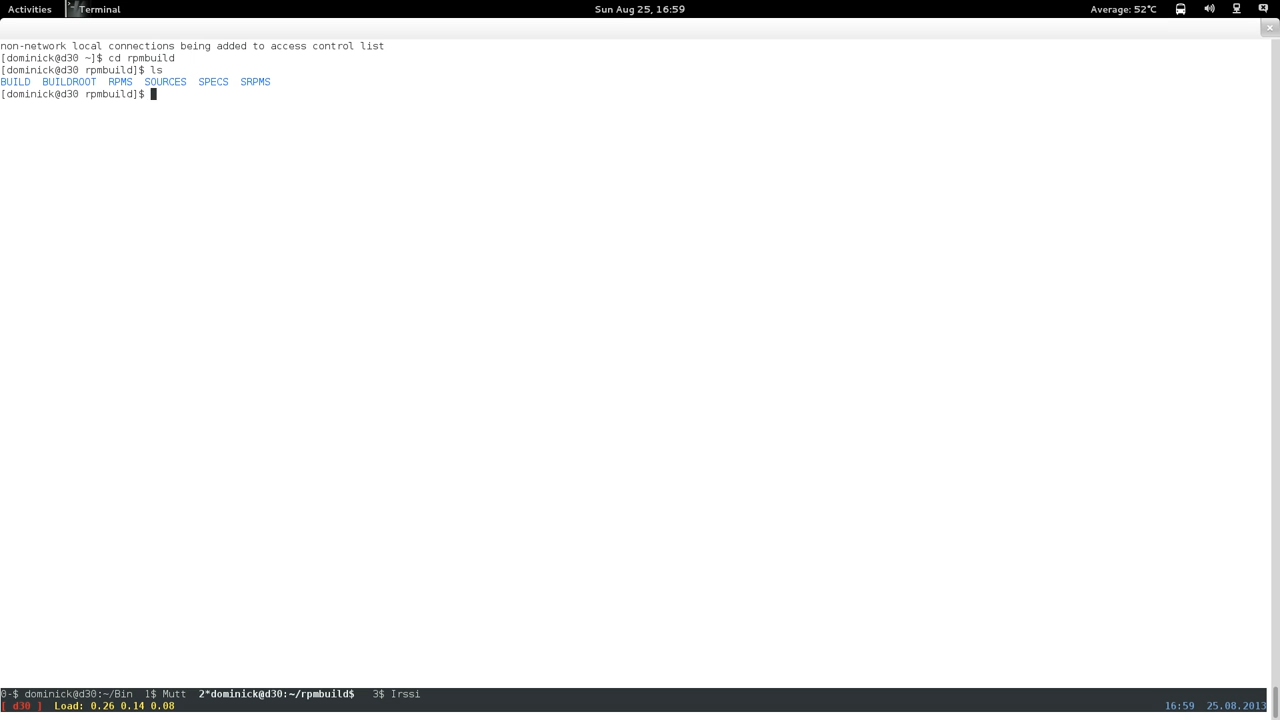 Activities Terminal Sun Aug 25, 16:59 Average: 52°C
non-network local connections being added to access control list
[dominick@d30 ~]$ cd rpmbuild
[dominick@d30 rpmbuild]$ ls
BUILD BUILDROOT RPMS SOURCES SPECS SRPMS
[dominick@d30 rpmbuild]$
0-$ dominick@d30:~/Bin 1$ Mutt 2*dominick@d30:~/rpmbuild$ 3$ Irssi
[ d30 ] Load: 0.26 0.14 0.08 16:59 25.08.2013